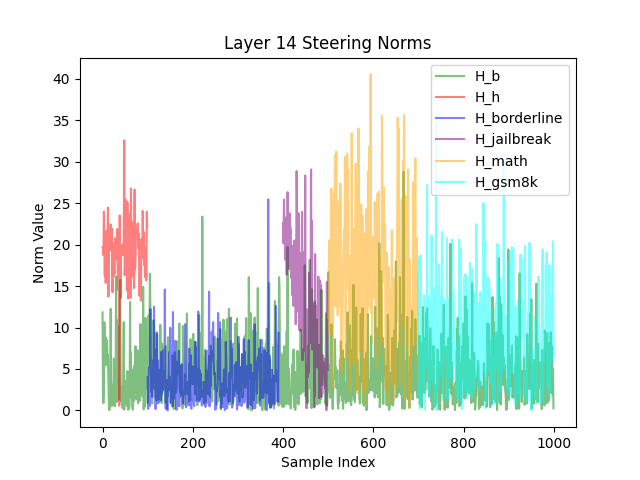 Layer 14 Steering Norms
Norm Value
40
35
30
25
20
15
10
5
0
H_b
H_h
H_borderline
H_jailbreak
H_math
H_gsm8k
0
200
400
600
800
1000
Sample Index